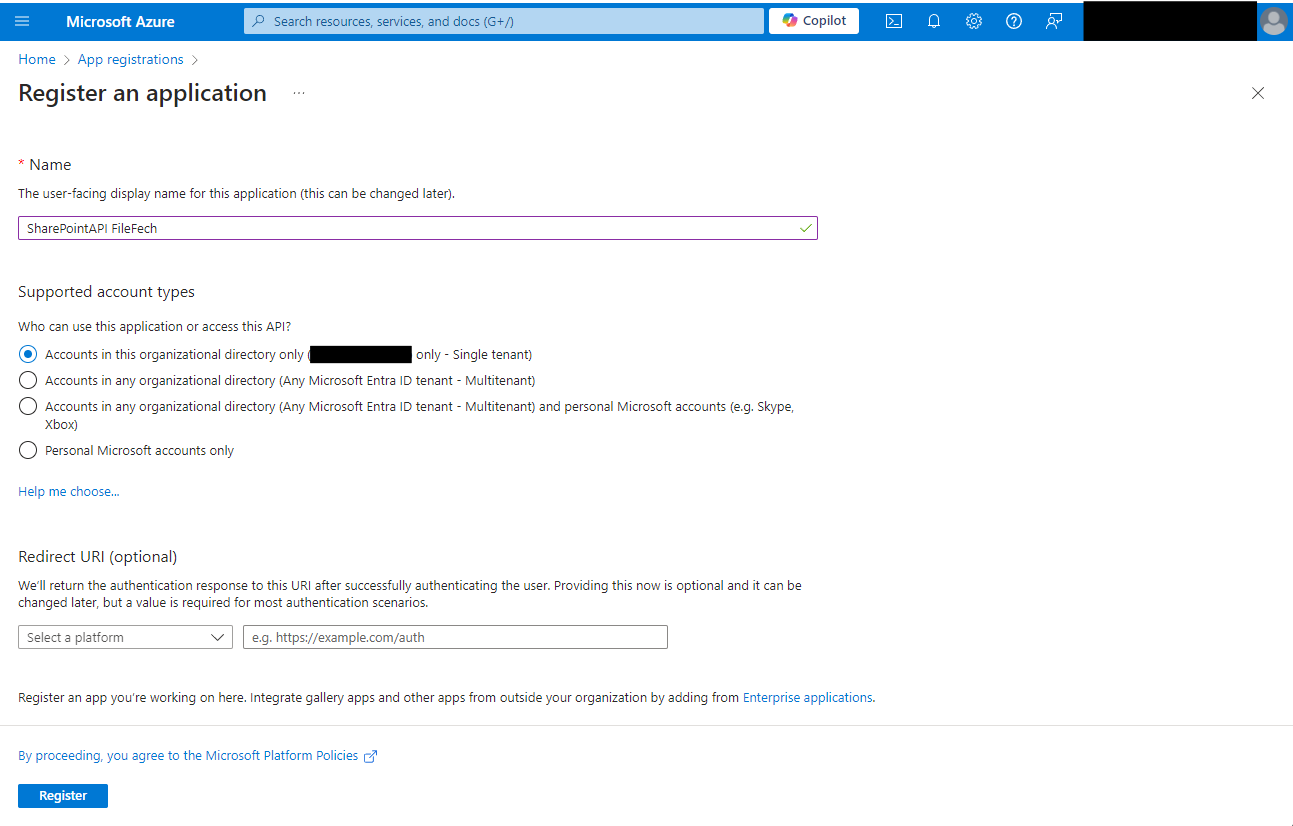 Microsoft Azure
Search resources, services, and docs (G+/)
Copilot
Home > App registrations >
Register an application ...
* Name
The user-facing display name for this application (this can be changed later).
SharePointAPI FileFech
Supported account types
Who can use this application or access this API?
Accounts in this organizational directory only ( only - Single tenant)
Accounts in any organizational directory (Any Microsoft Entra ID tenant - Multitenant)
Accounts in any organizational directory (Any Microsoft Entra ID tenant - Multitenant) and personal Microsoft accounts (e.g. Skype,
Xbox)
Personal Microsoft accounts only
Help me choose...
Redirect URI (optional)
We'll return the authentication response to this URI after successfully authenticating the user. Providing this now is optional and it can be
changed later, but a value is required for most authentication scenarios.
Select a platform
e.g. https://example.com/auth
Register an app you're working on here. Integrate gallery apps and other apps from outside your organization by adding from Enterprise applications.
By proceeding, you agree to the Microsoft Platform Policies
Register